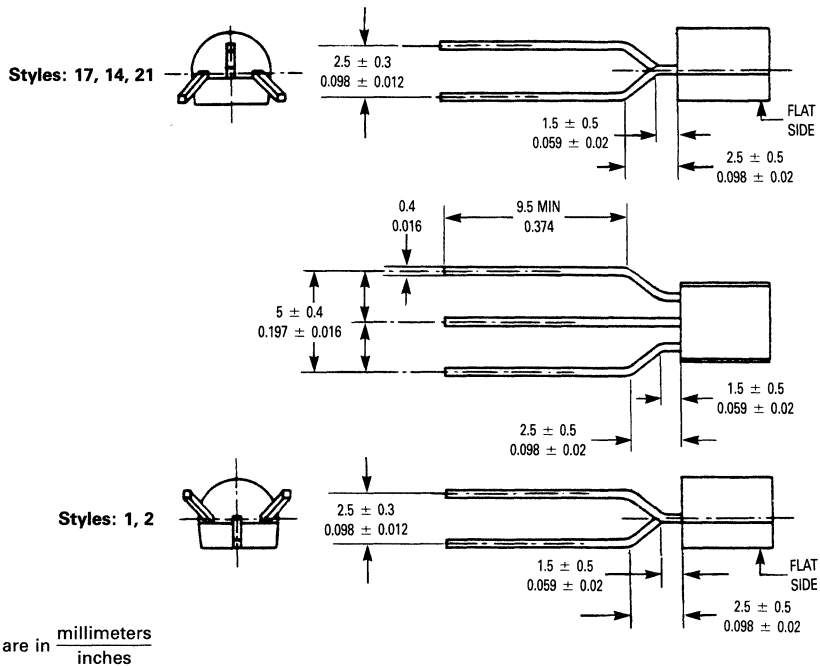 Styles: 17, 14, 21
2.5 ± 0.3
0.098 ± 0.012
1.5 ± 0.5
0.059 ± 0.02
FLAT
SIDE
2.5 ± 0.5
0.098 ± 0.02
0.4
0.016
9.5 MIN
0.374
5 ± 0.4
0.197 ± 0.016
1.5 ± 0.5
0.059 ± 0.02
2.5 ± 0.5
0.098 ± 0.02
Styles: 1, 2
2.5 ± 0.3
0.098 ± 0.012
1.5 ± 0.5
0.059 ± 0.02
FLAT
SIDE
2.5 ± 0.5
0.098 ± 0.02
are in millimeters
inches